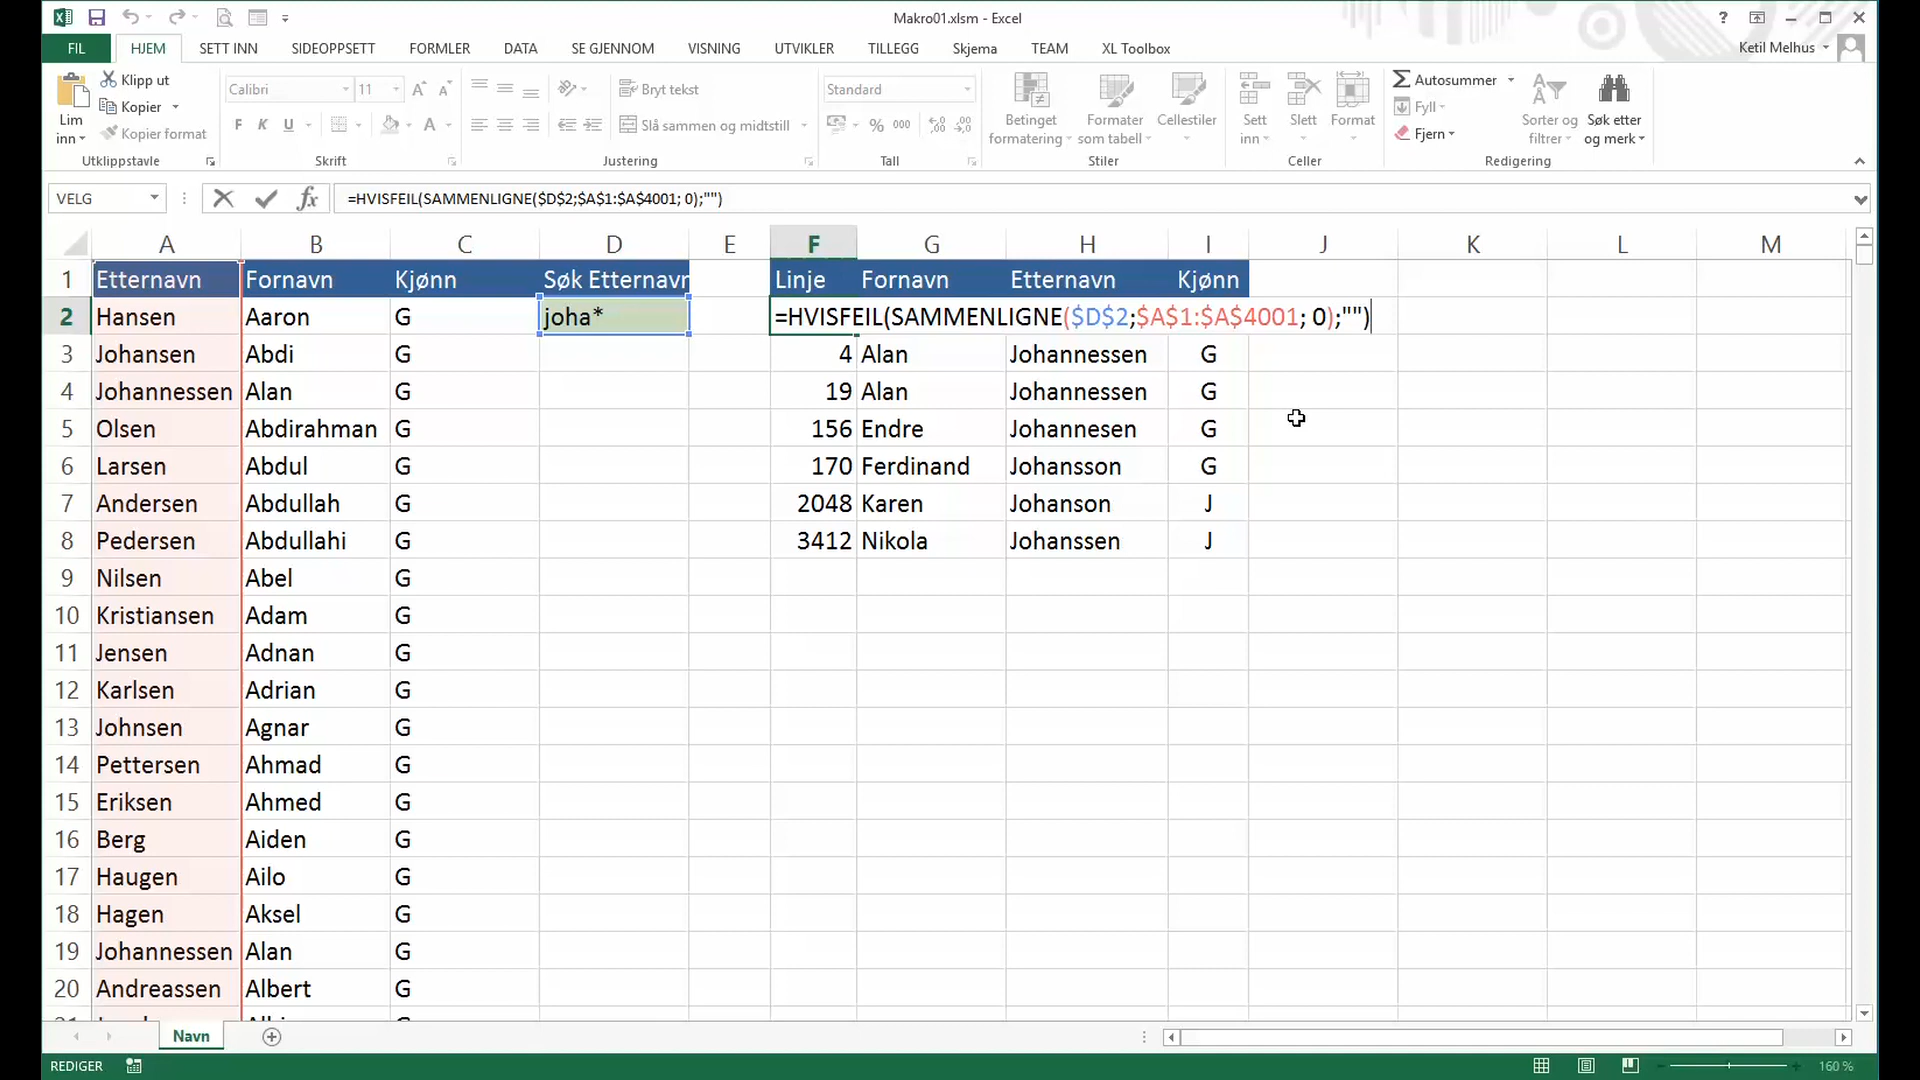 Makro01.xlsm - Excel
?
FIL HJEM SETT INN SIDEOPPSETT FORMLER DATA SE GJENNOM VISNING UTVIKLER TILLEGG Skjema TEAM XL Toolbox Ketil Melhus
Lim inn
Klipp ut
Kopier
Kopier format
Utklippstavle
Calibri 11
F K U
Skrift
Bryt tekst
Slå sammen og midtstill
Justering
Standard
% 000
Tall
Betinget formatering
Formater som tabell
Cellestiler
Stiler
Sett inn
Slett
Format
Celler
Autosummer
Fyll
Fjern
Sorter og filtrer
Søk etter og merk
Redigering
VELG =HVISFEIL(SAMMENLIGNE($D$2;$A$1:$A$4001; 0);"")
A B C D E F G H I J K L M
1 Etternavn Fornavn Kjønn Søk Etternavn Linje Fornavn Etternavn Kjønn
2 Hansen Aaron G joha* =HVISFEIL(SAMMENLIGNE($D$2;$A$1:$A$4001; 0);"")
3 Johansen Abdi G 4 Alan Johannessen G
4 Johannessen Alan G 19 Alan Johannessen G
5 Olsen Abdirahman G 156 Endre Johannesen G
6 Larsen Abdul G 170 Ferdinand Johansson G
7 Andersen Abdullah G 2048 Karen Johanson J
8 Pedersen Abdullahi G 3412 Nikola Johanssen J
9 Nilsen Abel G
10 Kristiansen Adam G
11 Jensen Adnan G
12 Karlsen Adrian G
13 Johnsen Agnar G
14 Pettersen Ahmad G
15 Eriksen Ahmed G
16 Berg Aiden G
17 Haugen Ailo G
18 Hagen Aksel G
19 Johannessen Alan G
20 Andreassen Albert G
Navn
REDIGER 160 %